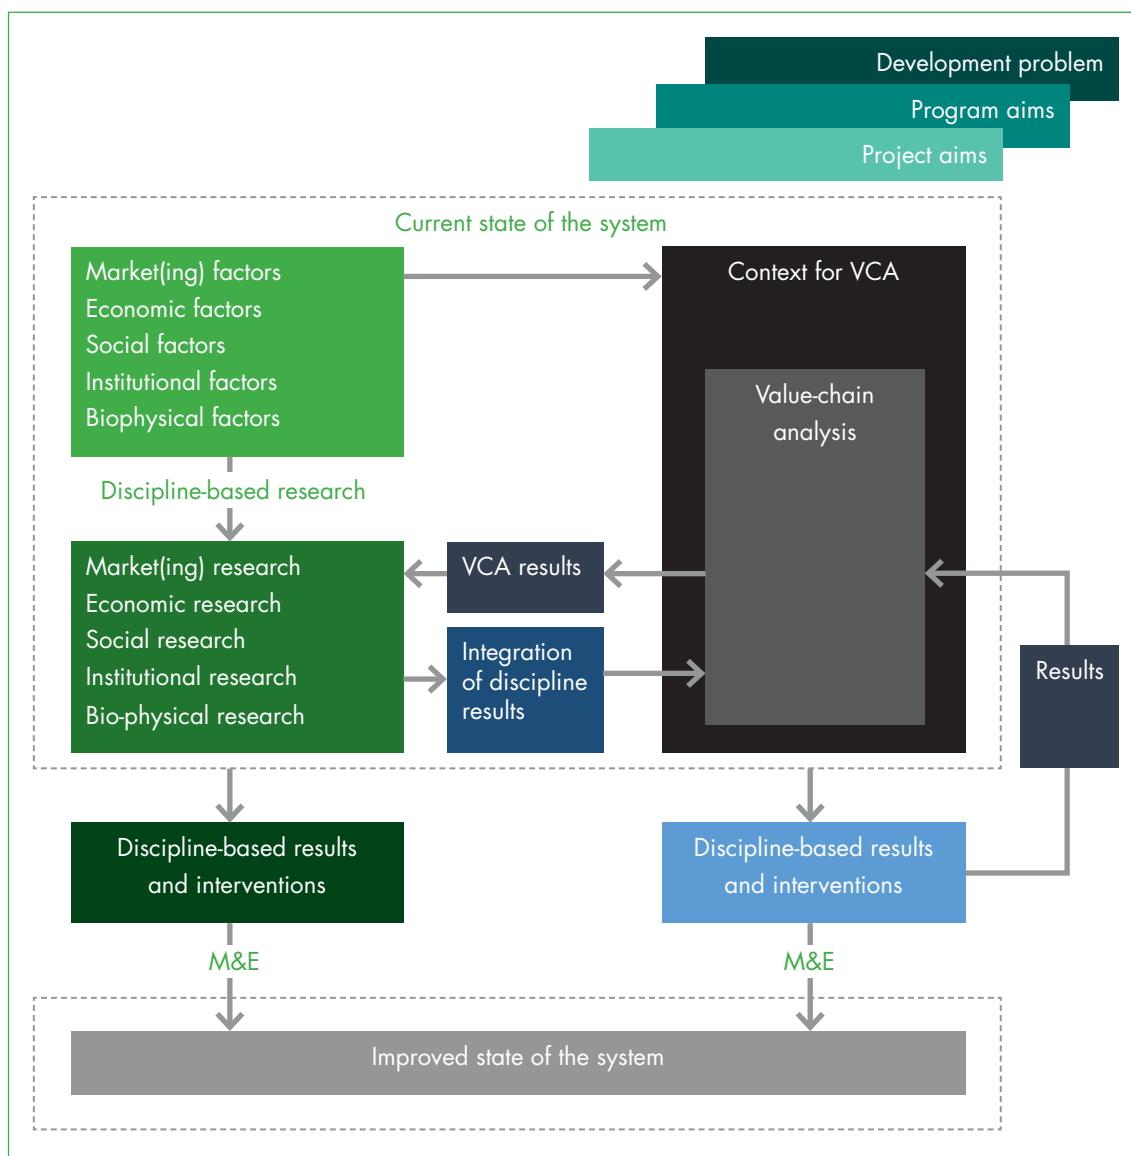 Development problem
Program aims
Project aims
Current state of the system
Market(ing) factors
Economic factors
Social factors
Institutional factors
Biophysical factors
Context for VCA
Value-chain
analysis
Discipline-based research
Market(ing) research
Economic research
Social research
Institutional research
Bio-physical research
VCA results
Integration
of discipline
results
Results
Discipline-based results
and interventions
Discipline-based results
and interventions
M&E
M&E
Improved state of the system